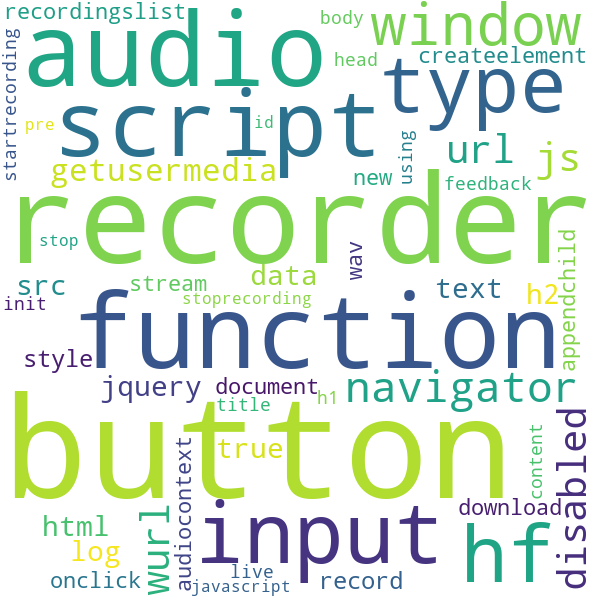 recordingslist
body
window
audio
createelement
head
startrecording
script
type
pre
id
using
url
js
getusermedia
new
feedback
recorder
stop
wav
appendchild
src
stream
data
text
h2
init
stoprecording
function
style
jquery
document
navigator
title
h1
button
true
content
disabled
audiocontext
html
wurl
input
download
hf
log
onclick
live
record
javascript